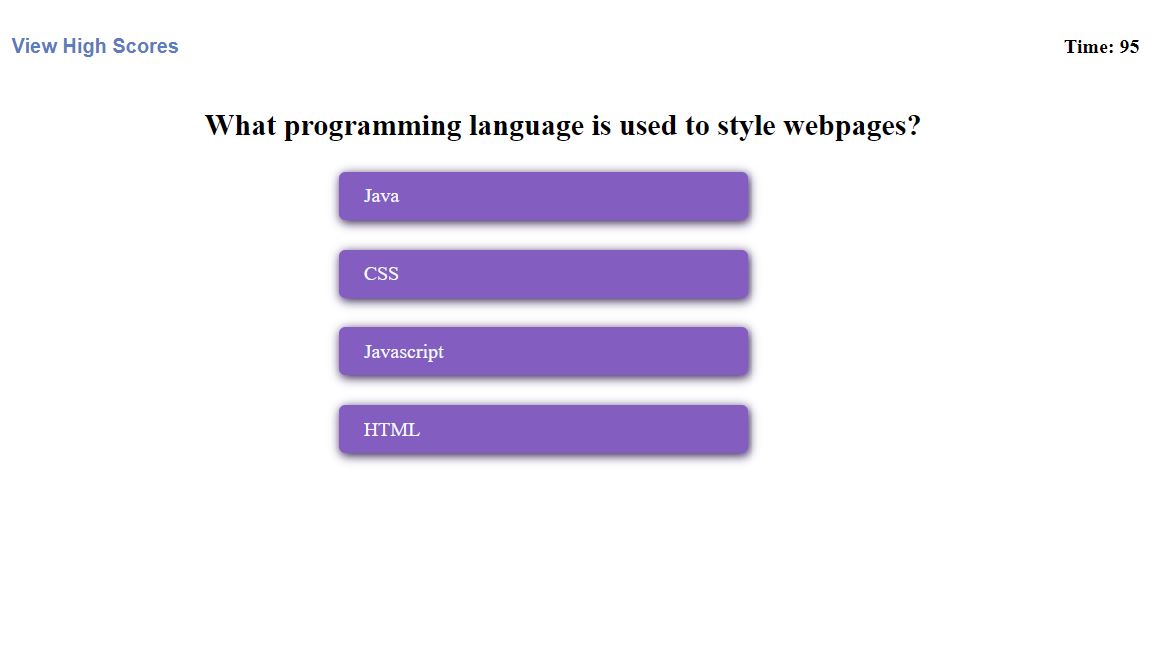 View High Scores
Time: 95
What programming language is used to style webpages?
Java
CSS
Javascript
HTML